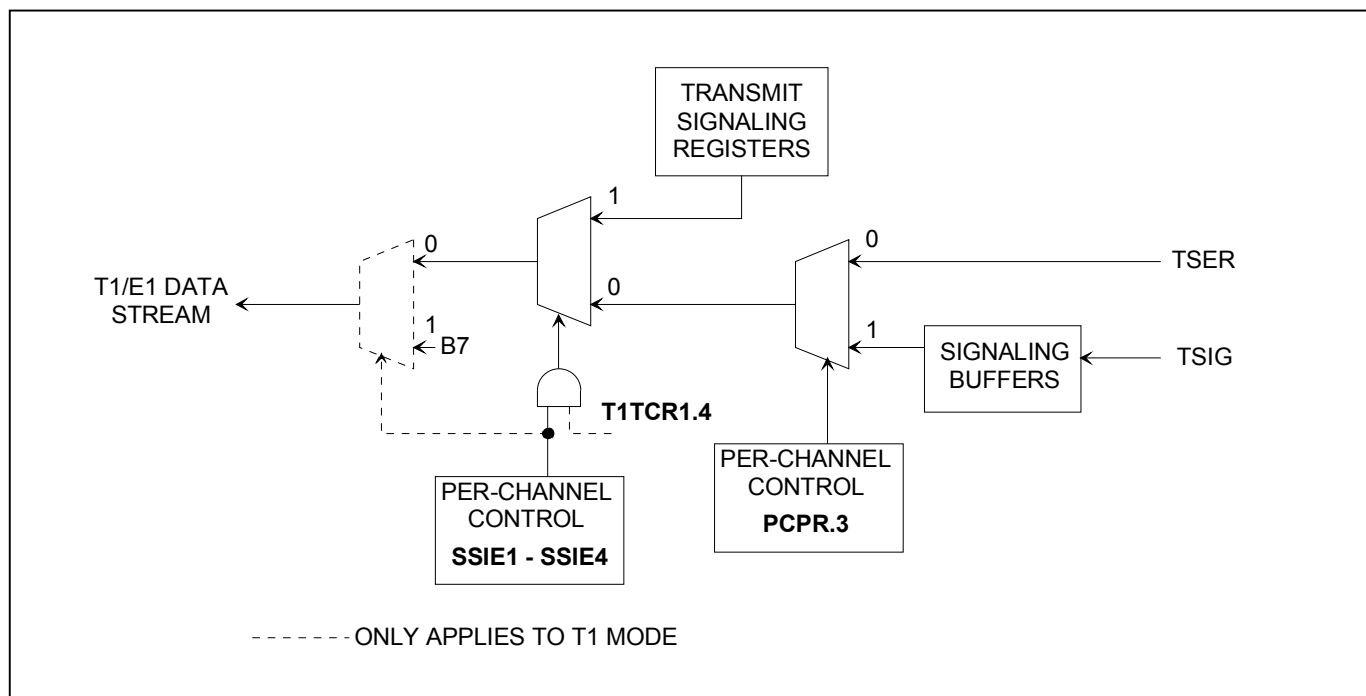 TRANSMIT
SIGNALING
REGISTERS
1
0
0
TSER
T1/E1 DATA
STREAM
0
1
B7
1
SIGNALING
BUFFERS
TSIG
T1TCR1.4
PER-CHANNEL
CONTROL
PCPR.3
PER-CHANNEL
CONTROL
SSIE1 - SSIE4
ONLY APPLIES TO T1 MODE